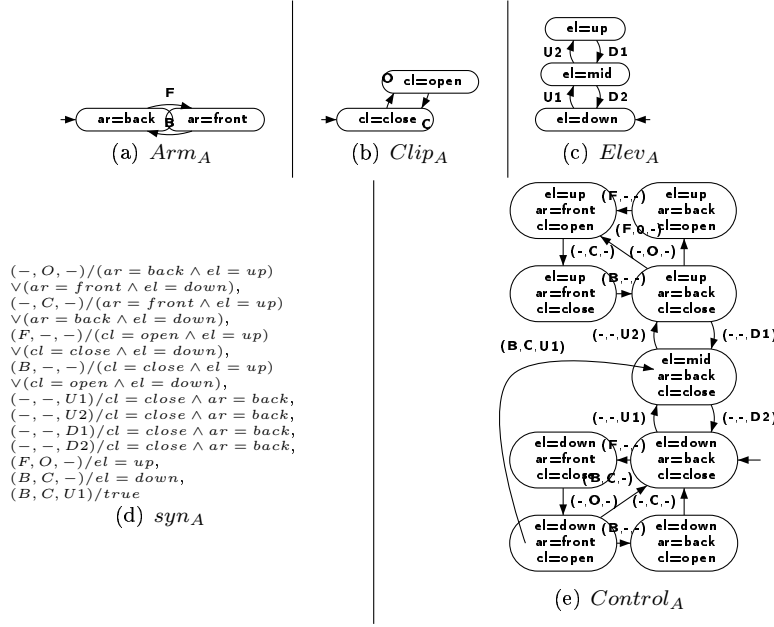 F
ar=back
B
ar=front
(a) Arm_A
O
cl=open
cl=close
C
(b) Clip_A
el=up
U2
D1
el=mid
U1
D2
el=down
(c) Elev_A
(−, O, −)/(ar = back ∧ el = up)
∨(ar = front ∧ el = down),
(−, C, −)/(ar = front ∧ el = up)
∨(ar = back ∧ el = down),
(F, −, −)/(cl = open ∧ el = up)
∨(cl = close ∧ el = down),
(B, −, −)/(cl = close ∧ el = up)
∨(cl = open ∧ el = down),
(−, −, U1)/cl = close ∧ ar = back,
(−, −, U2)/cl = close ∧ ar = back,
(−, −, D1)/cl = close ∧ ar = back,
(−, −, D2)/cl = close ∧ ar = back,
(F, O, −)/el = up,
(B, C, −)/el = down,
(B, C, U1)/true
(d) syn_A
el=up
ar=front
cl=open
(F,-,-)
el=up
ar=back
cl=open
(F,O,-)
(-,C,-)
(-,O,-)
el=up
ar=front
cl=close
(B,-,-)
el=up
ar=back
cl=close
(-,-,U2)
(-,-,D1)
(B,C,U1)
el=mid
ar=back
cl=close
(-,-,U1)
(-,-,D2)
el=down
ar=front
cl=close
(F,-,-)
el=down
ar=back
cl=close
(B,C,-)
(-,O,-)
(-,C,-)
el=down
ar=front
cl=open
(B,-,-)
el=down
ar=back
cl=open
(e) Control_A